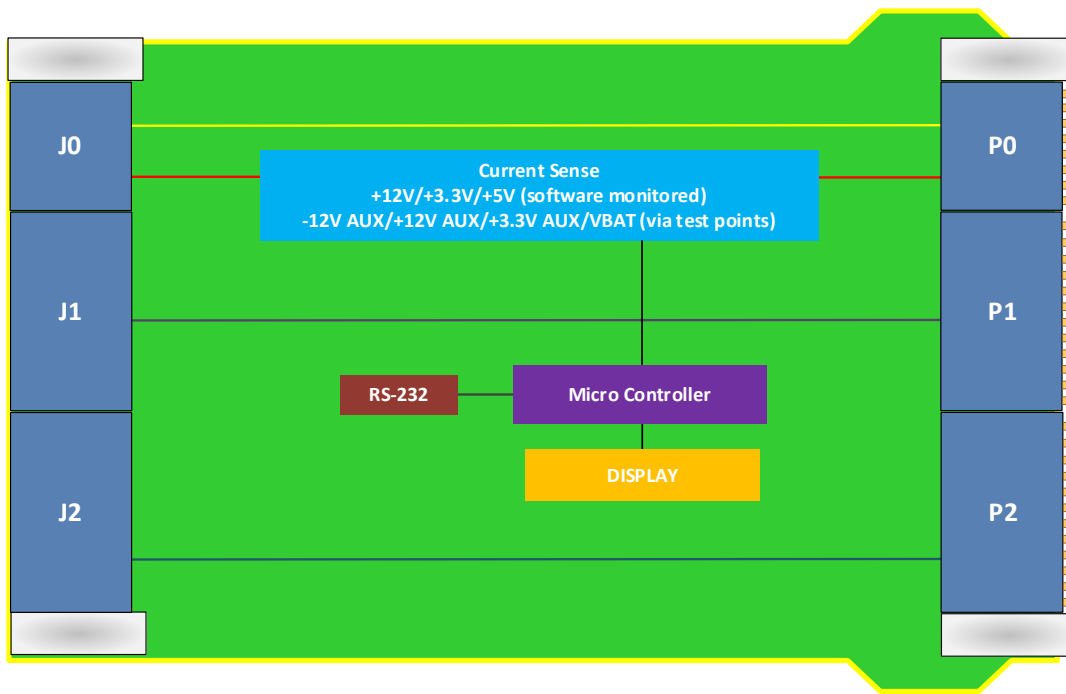 J0
P0
Current Sense
+12V/+3.3V/+5V (software monitored)
-12V AUX/+12V AUX/+3.3V AUX/VBAT (via test points)
J1
P1
RS-232
Micro Controller
DISPLAY
J2
P2